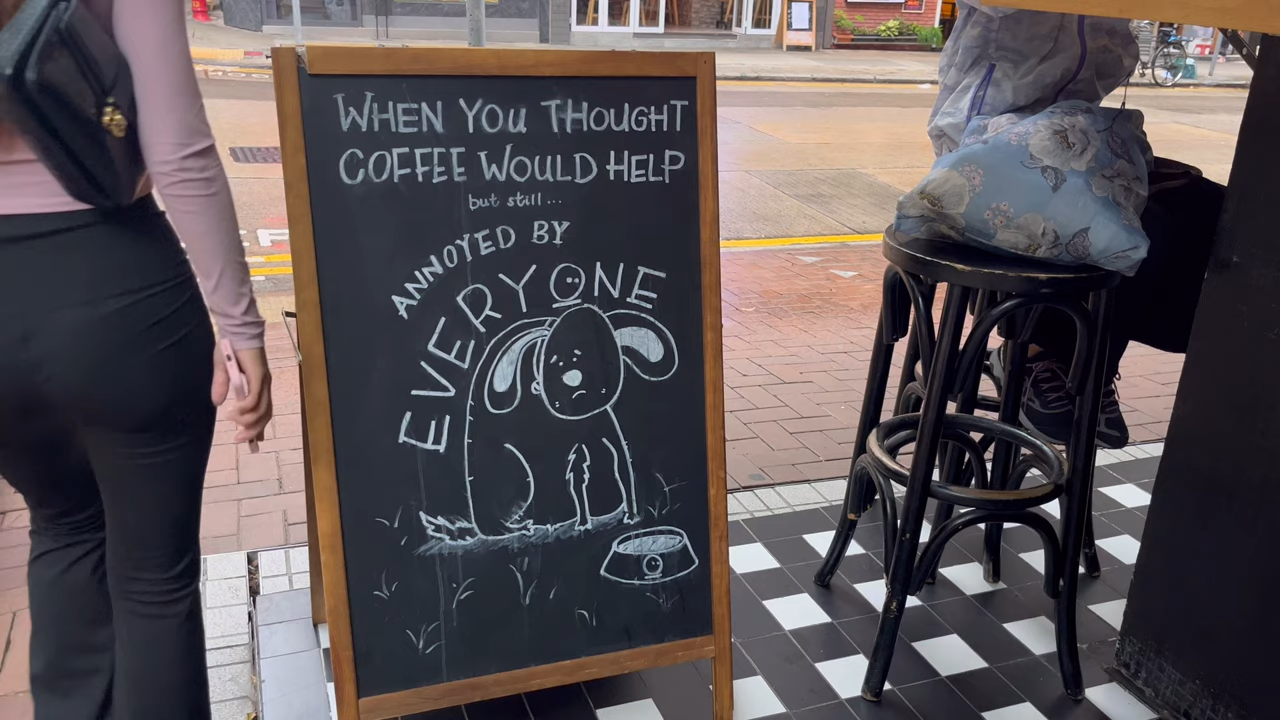 WHEN YOU THOUGHT
COFFEE WOULD HELP
but still...
ANNOYED BY
EVERYONE